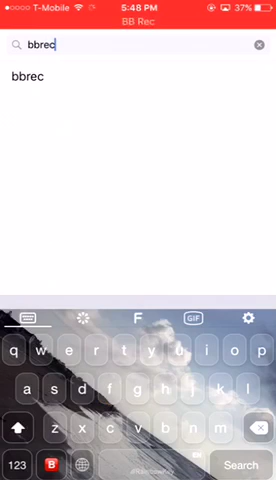 T-Mobile 5:48 PM 37%
BB Rec
bbrec
bbrec
F GIF
q w e r t y u i o p
a s d f g h j k l
z x c v b n m
123 B Search